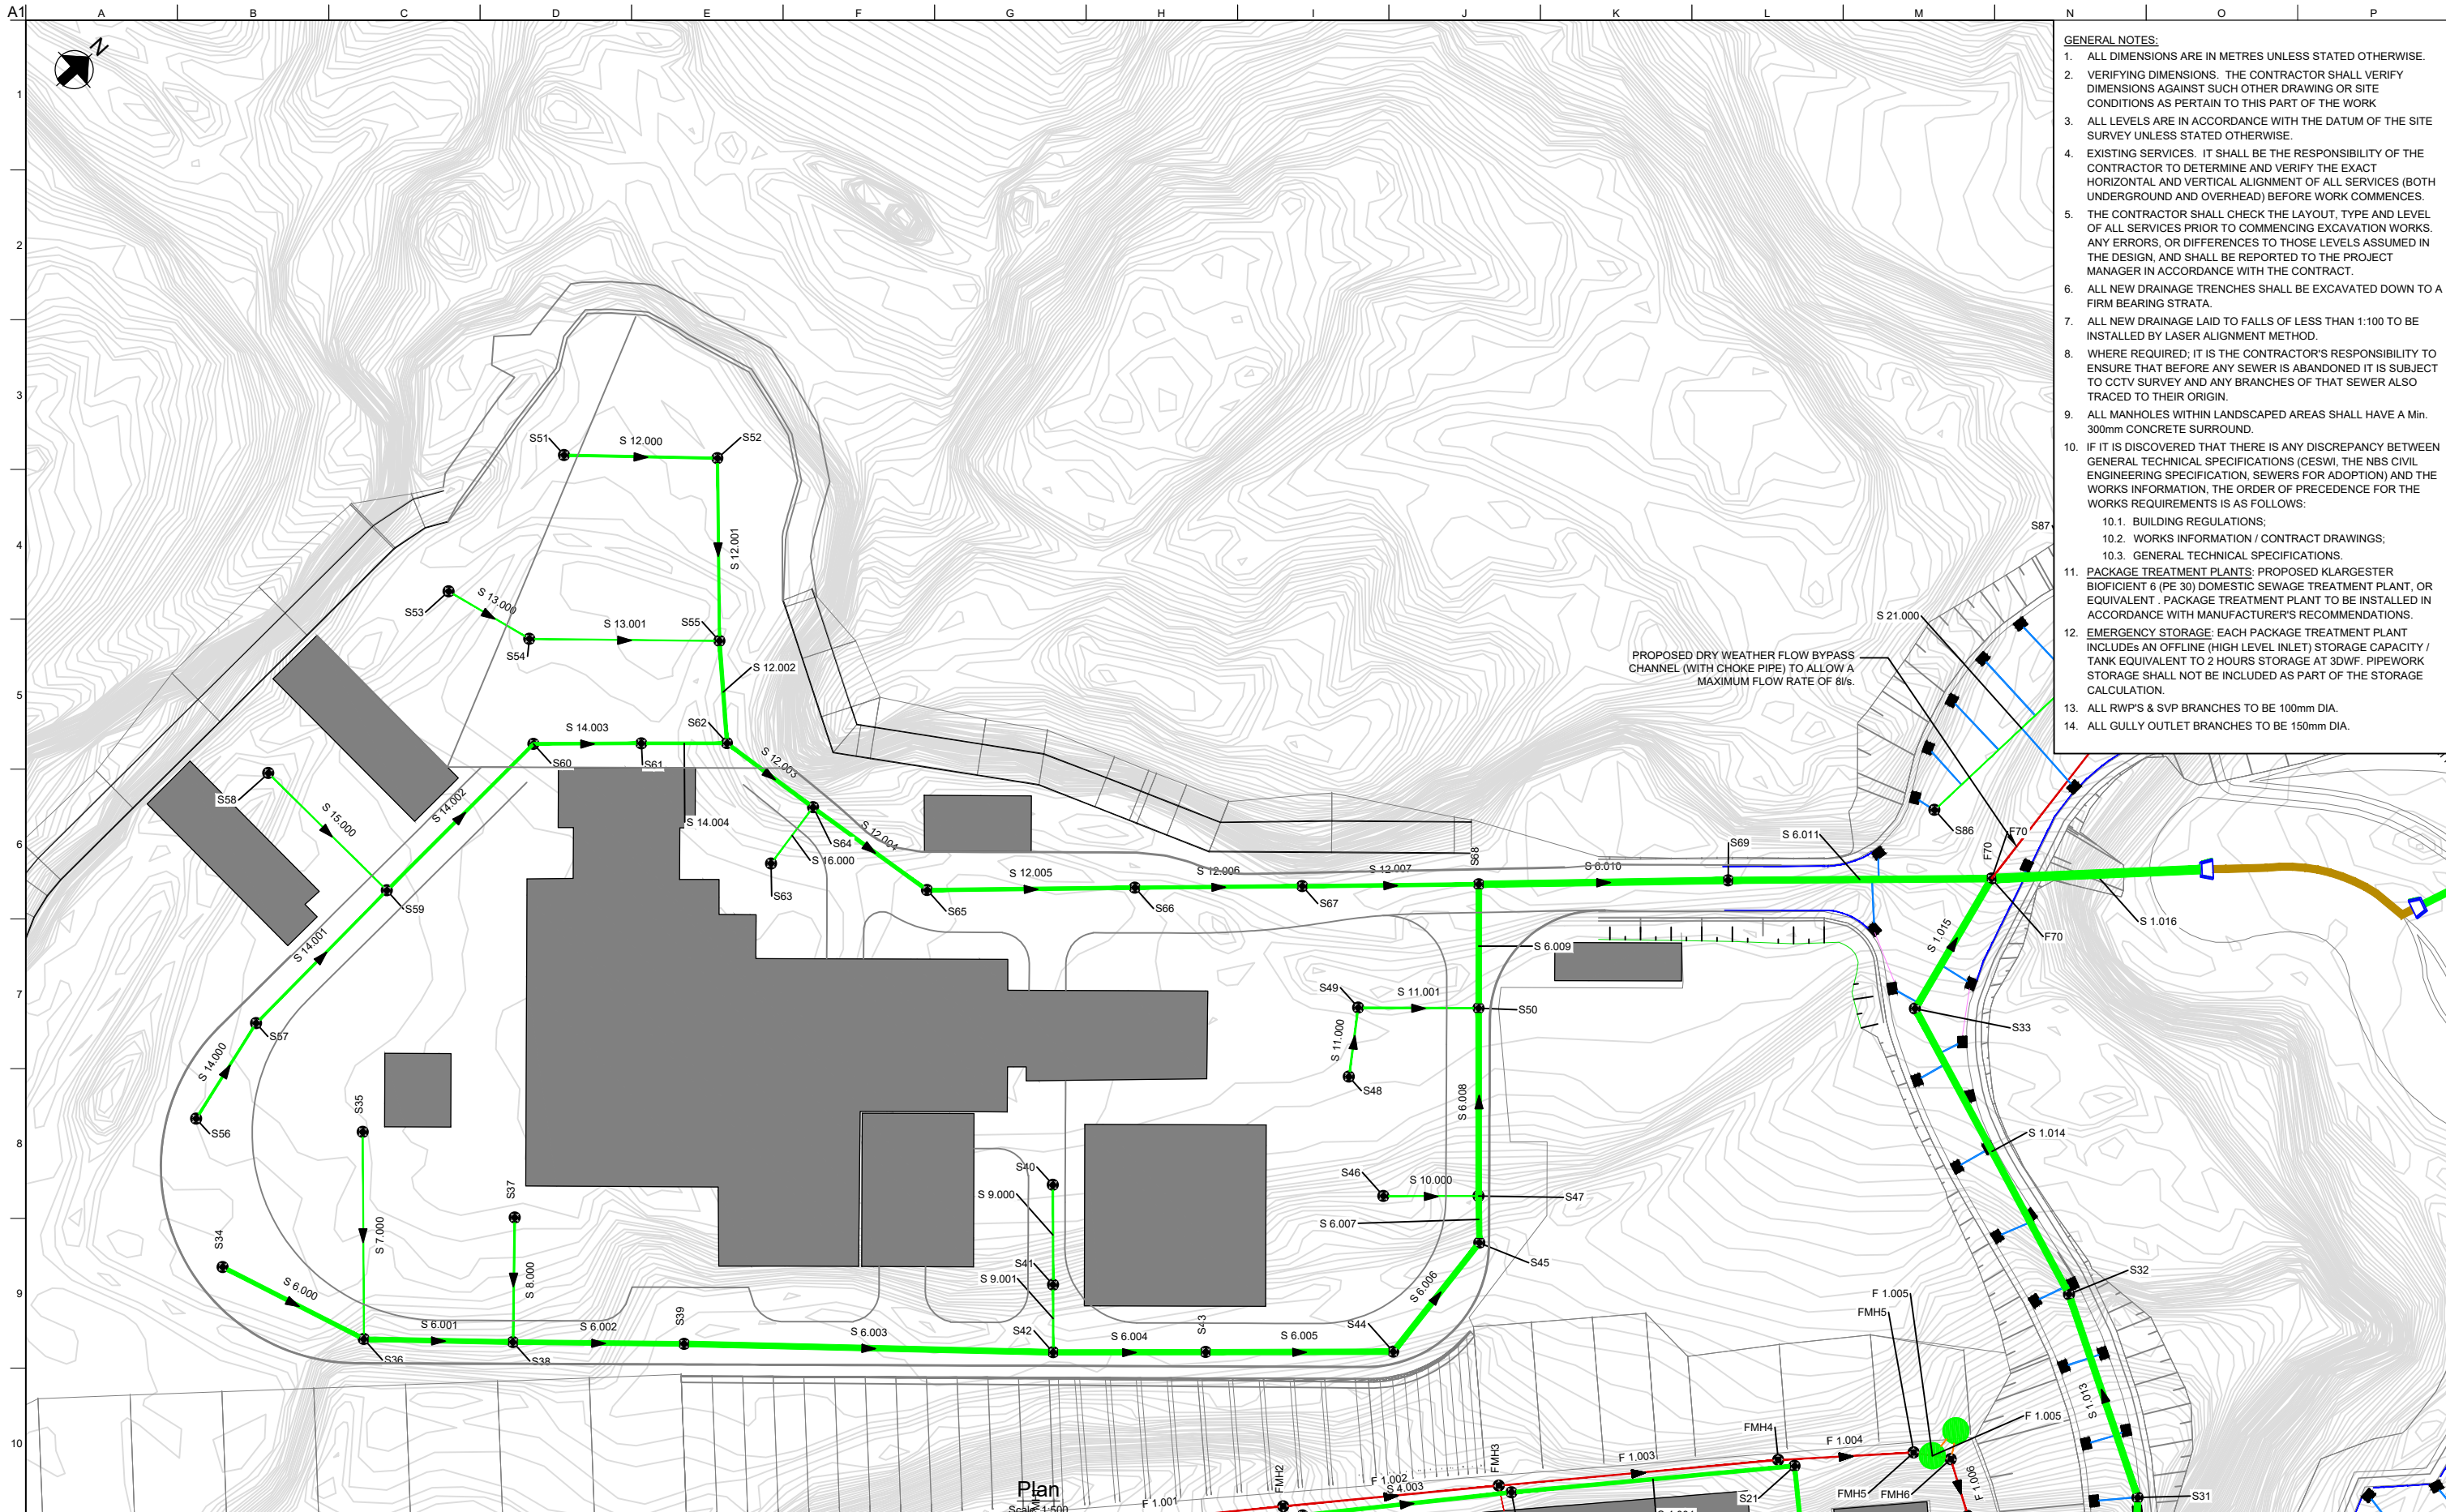 A1
A
B
C
D
E
F
G
H
I
J
K
L
M
N
O
P
1
2
3
4
5
6
7
8
9
10
N
GENERAL NOTES:
1. ALL DIMENSIONS ARE IN METRES UNLESS STATED OTHERWISE.
2. VERIFYING DIMENSIONS. THE CONTRACTOR SHALL VERIFY
DIMENSIONS AGAINST SUCH OTHER DRAWING OR SITE
CONDITIONS AS PERTAIN TO THIS PART OF THE WORK
3. ALL LEVELS ARE IN ACCORDANCE WITH THE DATUM OF THE SITE
SURVEY UNLESS STATED OTHERWISE.
4. EXISTING SERVICES. IT SHALL BE THE RESPONSIBILITY OF THE
CONTRACTOR TO DETERMINE AND VERIFY THE EXACT
HORIZONTAL AND VERTICAL ALIGNMENT OF ALL SERVICES (BOTH
UNDERGROUND AND OVERHEAD) BEFORE WORK COMMENCES.
5. THE CONTRACTOR SHALL CHECK THE LAYOUT, TYPE AND LEVEL
OF ALL SERVICES PRIOR TO COMMENCING EXCAVATION WORKS.
ANY ERRORS, OR DIFFERENCES TO THOSE LEVELS ASSUMED IN
THE DESIGN, AND SHALL BE REPORTED TO THE PROJECT
MANAGER IN ACCORDANCE WITH THE CONTRACT.
6. ALL NEW DRAINAGE TRENCHES SHALL BE EXCAVATED DOWN TO A
FIRM BEARING STRATA.
7. ALL NEW DRAINAGE LAID TO FALLS OF LESS THAN 1:100 TO BE
INSTALLED BY LASER ALIGNMENT METHOD.
8. WHERE REQUIRED; IT IS THE CONTRACTOR'S RESPONSIBILITY TO
ENSURE THAT BEFORE ANY SEWER IS ABANDONED IT IS SUBJECT
TO CCTV SURVEY AND ANY BRANCHES OF THAT SEWER ALSO
TRACED TO THEIR ORIGIN.
9. ALL MANHOLES WITHIN LANDSCAPED AREAS SHALL HAVE A Min.
300mm CONCRETE SURROUND.
10. IF IT IS DISCOVERED THAT THERE IS ANY DISCREPANCY BETWEEN
GENERAL TECHNICAL SPECIFICATIONS (CESWI, THE NBS CIVIL
ENGINEERING SPECIFICATION, SEWERS FOR ADOPTION) AND THE
WORKS INFORMATION, THE ORDER OF PRECEDENCE FOR THE
WORKS REQUIREMENTS IS AS FOLLOWS:
10.1. BUILDING REGULATIONS;
10.2. WORKS INFORMATION / CONTRACT DRAWINGS;
10.3. GENERAL TECHNICAL SPECIFICATIONS.
11. PACKAGE TREATMENT PLANTS: PROPOSED KLARGESTER
BIOFICIENT 6 (PE 30) DOMESTIC SEWAGE TREATMENT PLANT, OR
EQUIVALENT . PACKAGE TREATMENT PLANT TO BE INSTALLED IN
ACCORDANCE WITH MANUFACTURER'S RECOMMENDATIONS.
12. EMERGENCY STORAGE: EACH PACKAGE TREATMENT PLANT
INCLUDEs AN OFFLINE (HIGH LEVEL INLET) STORAGE CAPACITY /
TANK EQUIVALENT TO 2 HOURS STORAGE AT 3DWF. PIPEWORK
STORAGE SHALL NOT BE INCLUDED AS PART OF THE STORAGE
CALCULATION.
13. ALL RWP'S & SVP BRANCHES TO BE 100mm DIA.
14. ALL GULLY OUTLET BRANCHES TO BE 150mm DIA.
S51
S 12.000
S52
S 12.001
S87
S53
S 13.000
S 13.001
S54
S55
S 12.002
S 21.000
PROPOSED DRY WEATHER FLOW BYPASS
CHANNEL (WITH CHOKE PIPE) TO ALLOW A
MAXIMUM FLOW RATE OF 8l/s.
S 14.003
S62
S60
S61
S 12.003
S58
S 15.000
S 14.002
S 14.004
S64
S 12.004
S 16.000
S63
S59
S65
S 12.005
S66
S 12.006
S67
S 12.007
S68
S 6.010
S69
S 6.011
S86
F70
F70
F70
S 1.016
S 1.015
S 14.001
S 6.009
S49
S 11.001
S50
S33
S57
S 14.000
S 11.000
S48
S56
S35
S 6.008
S 1.014
S40
S46
S 10.000
S47
S37
S 9.000
S 6.007
S34
S 7.000
S 8.000
S41
S 9.001
S45
S32
S 6.000
S 6.006
F 1.005
FMH5
S39
S 6.001
S 6.002
S 6.003
S42
S 6.004
S43
S 6.005
S44
S36
S38
S 1.013
F 1.005
FMH4
F 1.004
FMH3
F 1.003
FMH2
F 1.002
S 4.003
F 1.001
Plan
Scale 1:500
S21
FMH5
FMH6
F 1.006
S31